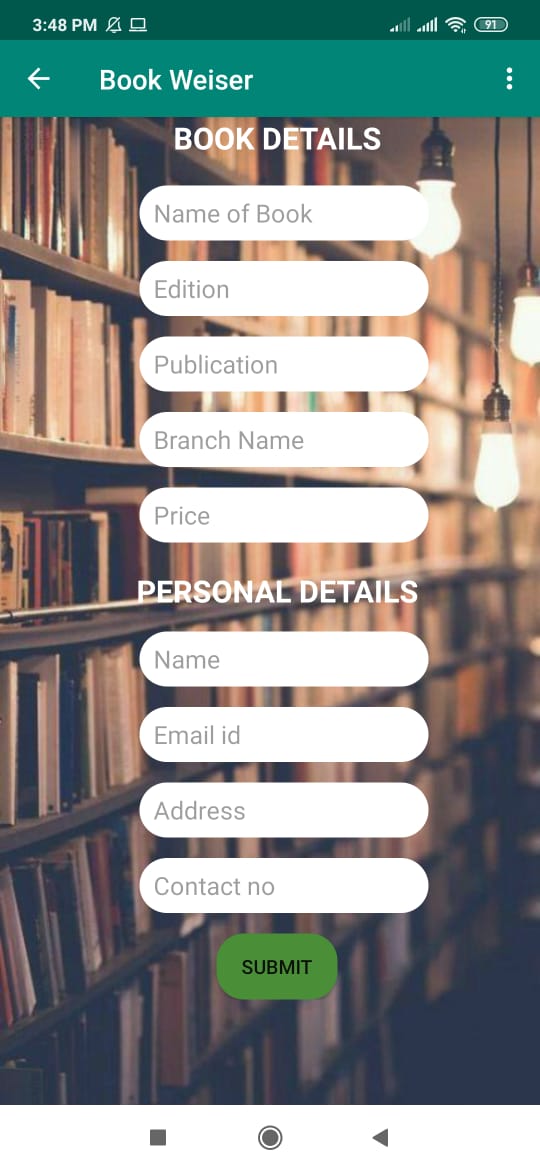 3:48 PM 91
Book Weiser
BOOK DETAILS
Name of Book
Edition
Publication
Branch Name
Price
PERSONAL DETAILS
Name
Email id
Address
Contact no
SUBMIT